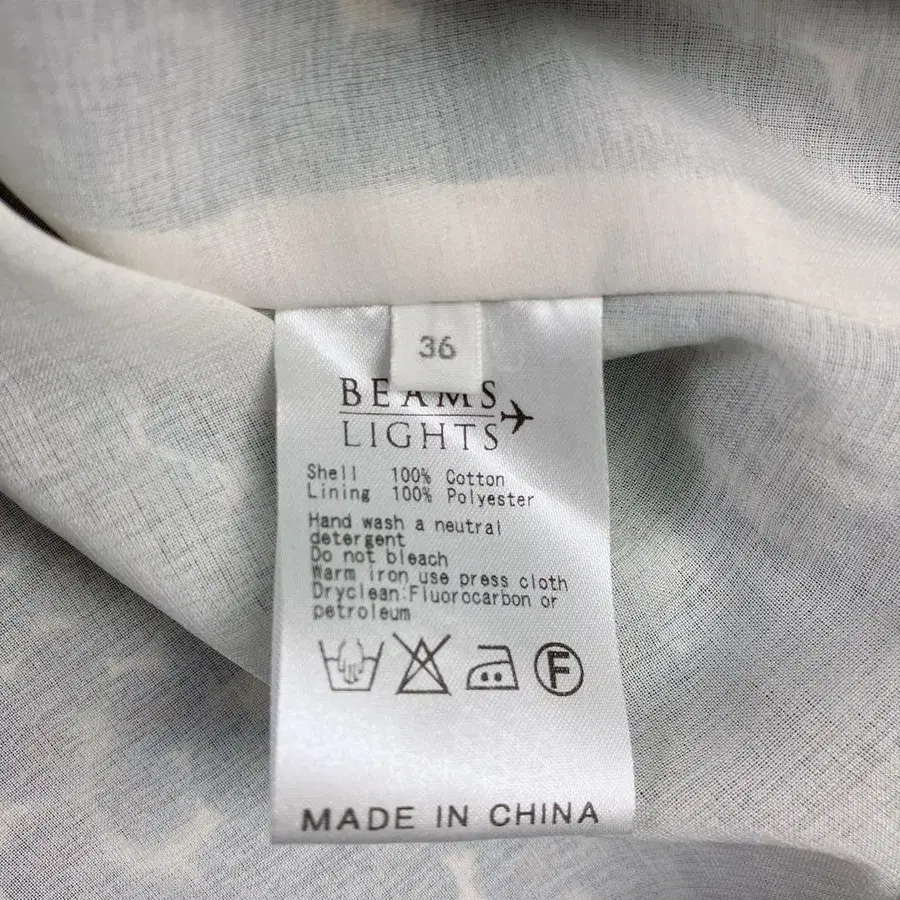 36
BEAMS
LIGHTS
Shell 100% Cotton
Lining 100% Polyester
Hand wash a neutral
detergent
Do not bleach
Warm iron use press cloth
Dryclean:Fluorocarbon or
petroleum
F
MADE IN CHINA